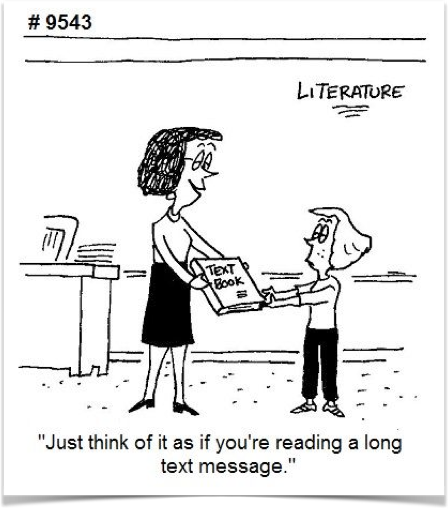 # 9543
LiTERATURE
TEXT
BOOK
"Just think of it as if you're reading a long
text message."